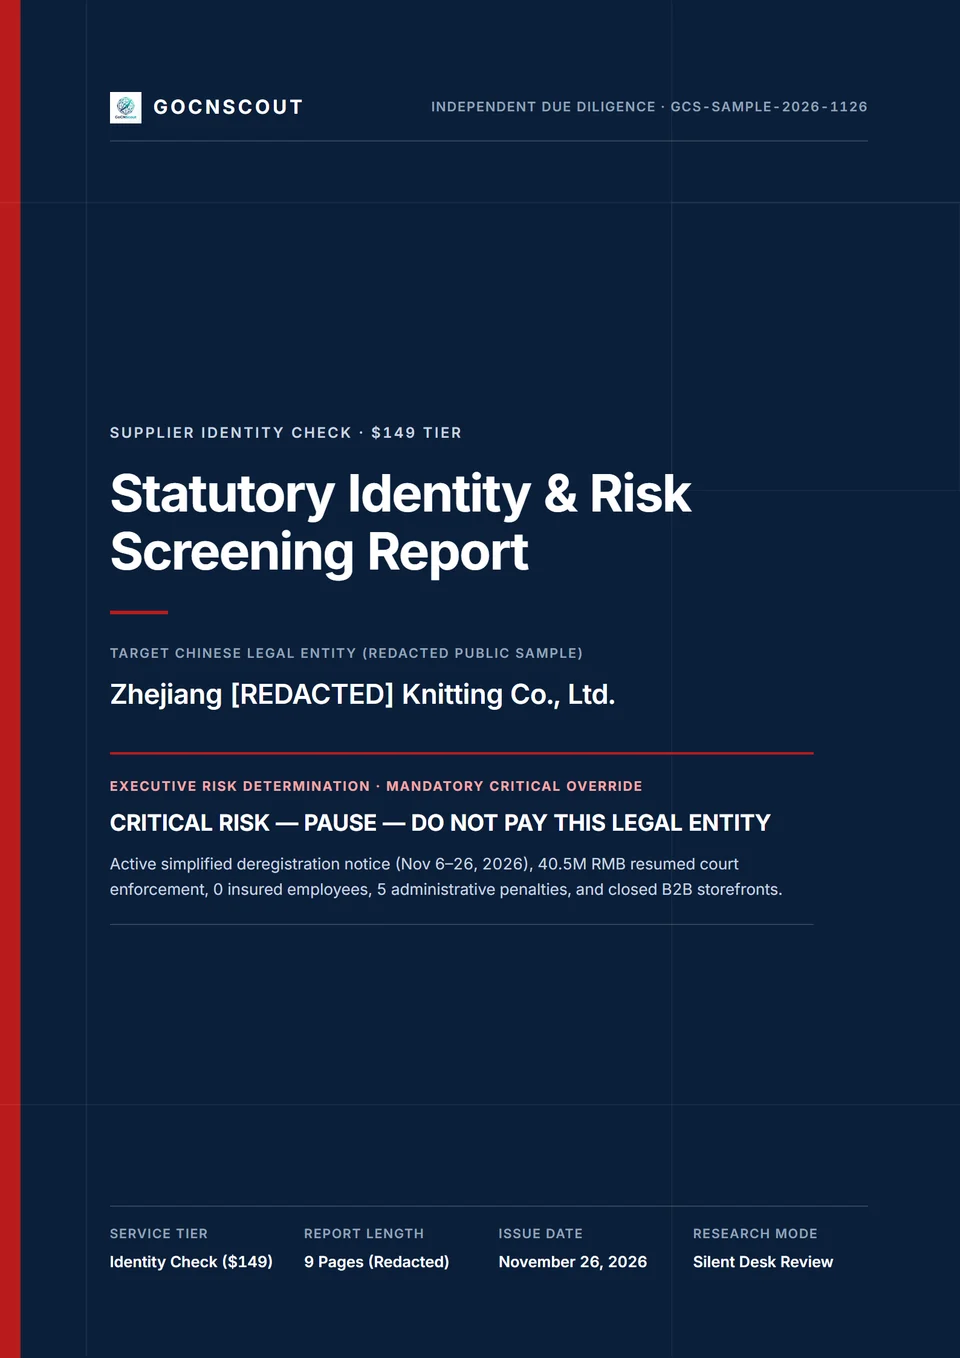 GOCNSCOUT
INDEPENDENT DUE DILIGENCE · GCS-SAMPLE-2026-1126
SUPPLIER IDENTITY CHECK · $149 TIER
Statutory Identity & Risk
Screening Report
TARGET CHINESE LEGAL ENTITY (REDACTED PUBLIC SAMPLE)
Zhejiang [REDACTED] Knitting Co., Ltd.
EXECUTIVE RISK DETERMINATION · MANDATORY CRITICAL OVERRIDE
CRITICAL RISK — PAUSE — DO NOT PAY THIS LEGAL ENTITY
Active simplified deregistration notice (Nov 6–26, 2026), 40.5M RMB resumed court
enforcement, 0 insured employees, 5 administrative penalties, and closed B2B storefronts.
SERVICE TIER
Identity Check ($149)
REPORT LENGTH
9 Pages (Redacted)
ISSUE DATE
November 26, 2026
RESEARCH MODE
Silent Desk Review